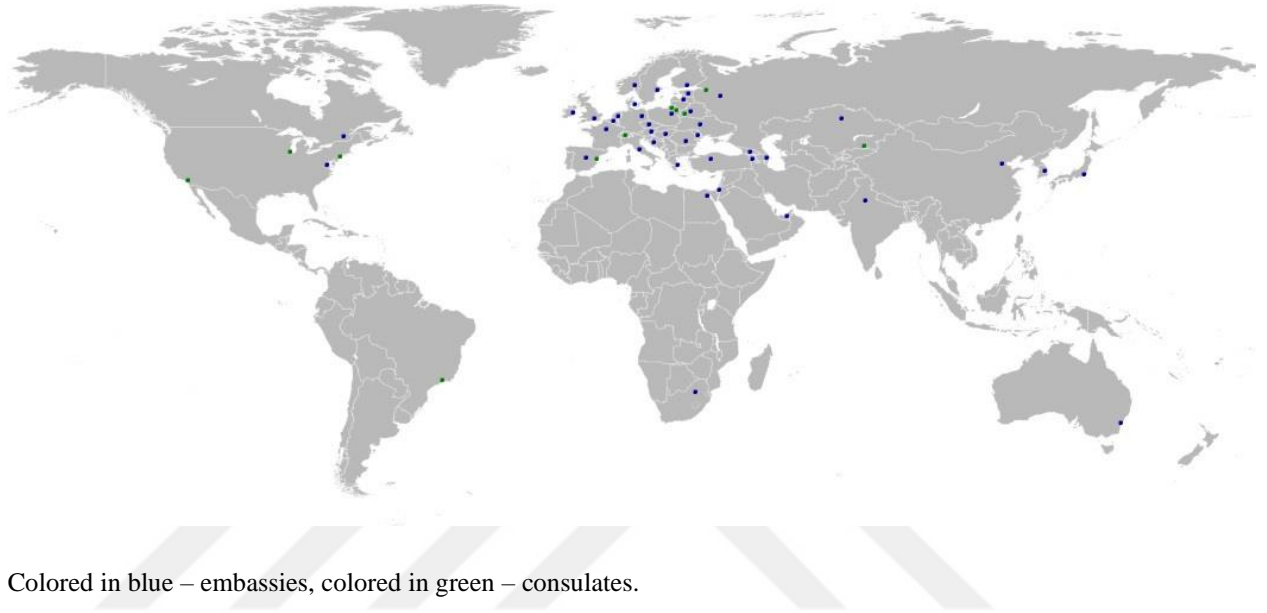 Colored in blue – embassies, colored in green – consulates.